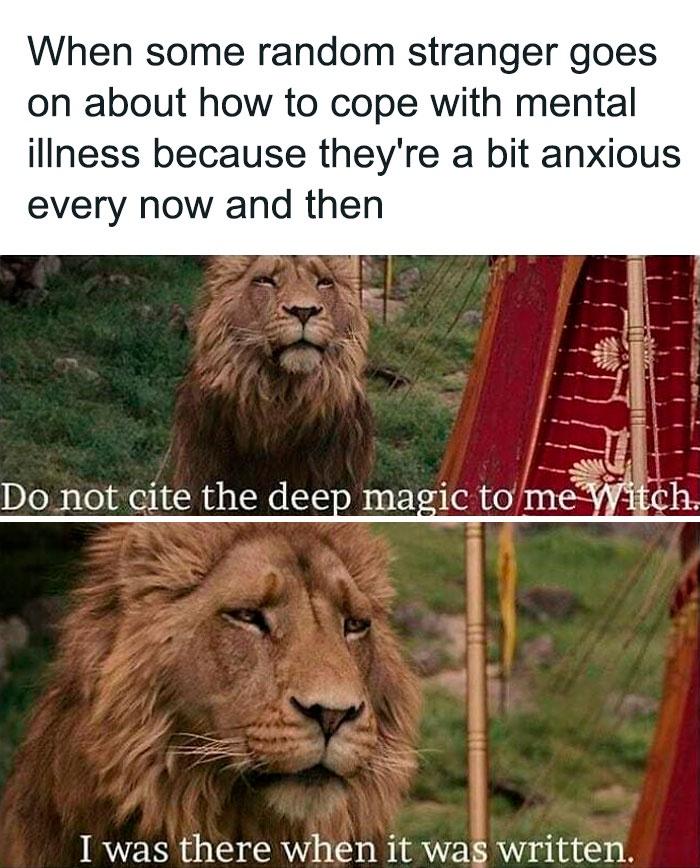 When some random stranger goes
on about how to cope with mental
illness because they're a bit anxious
every now and then
Do not cite the deep magic to me Witch.
I was there when it was written.